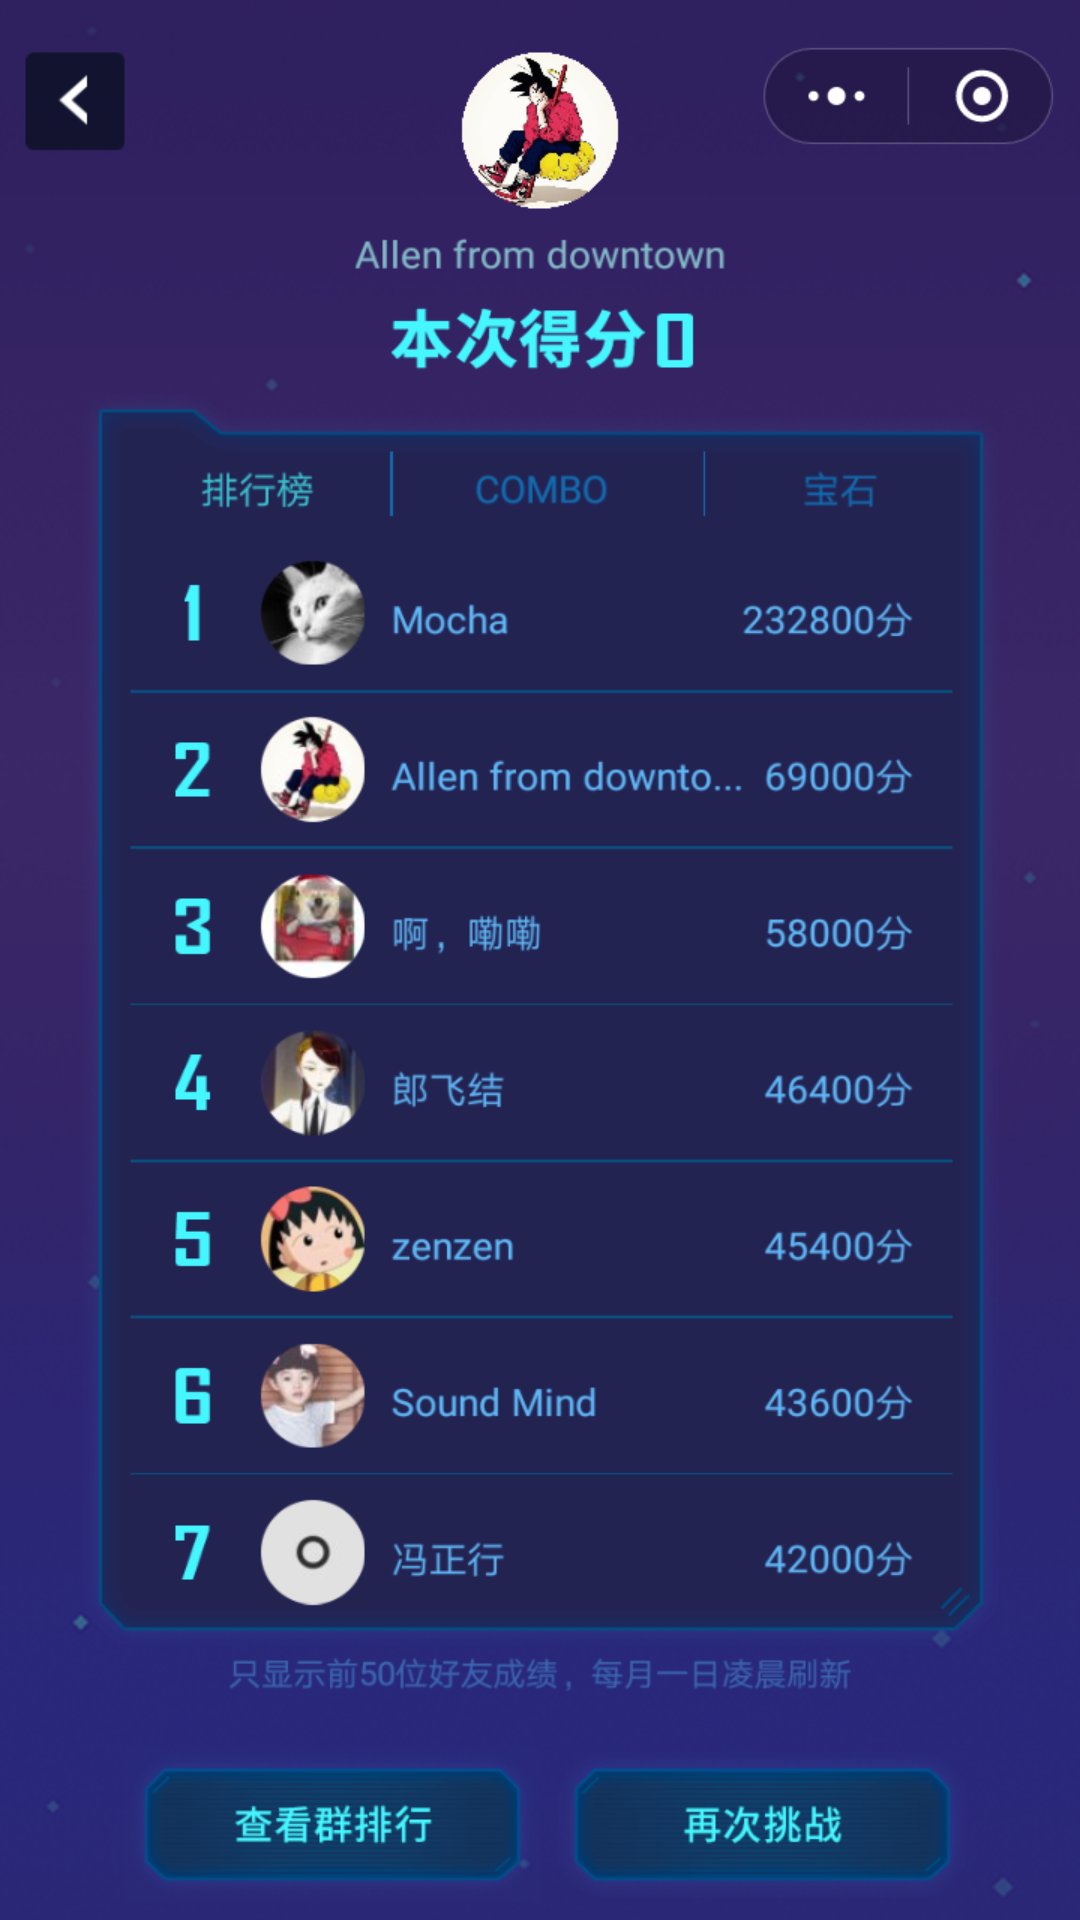 Allen from downtown
本次得分0
排行榜 COMBO 宝石
1 Mocha 232800分
2 Allen from downto... 69000分
3 啊，嘞嘞 58000分
4 郎飞结 46400分
5 zenzen 45400分
6 Sound Mind 43600分
7 冯正行 42000分
只显示前50位好友成绩，每月一日凌晨刷新
查看群排行 再次挑战